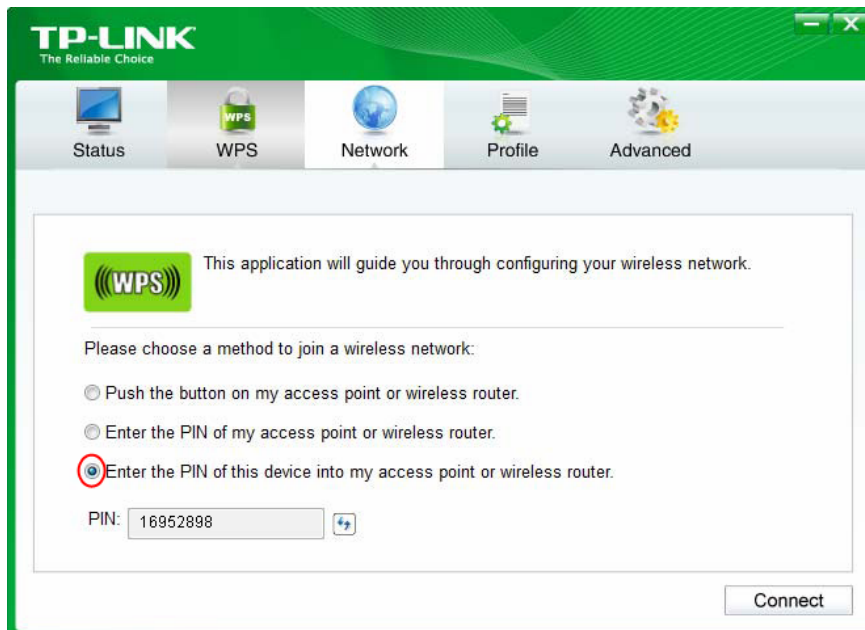 TP-LINK
The Reliable Choice
Status WPS Network Profile Advanced
WPS
(((WPS)))
This application will guide you through configuring your wireless network.
Please choose a method to join a wireless network:
Push the button on my access point or wireless router.
Enter the PIN of my access point or wireless router.
Enter the PIN of this device into my access point or wireless router.
PIN: 16952898
Connect